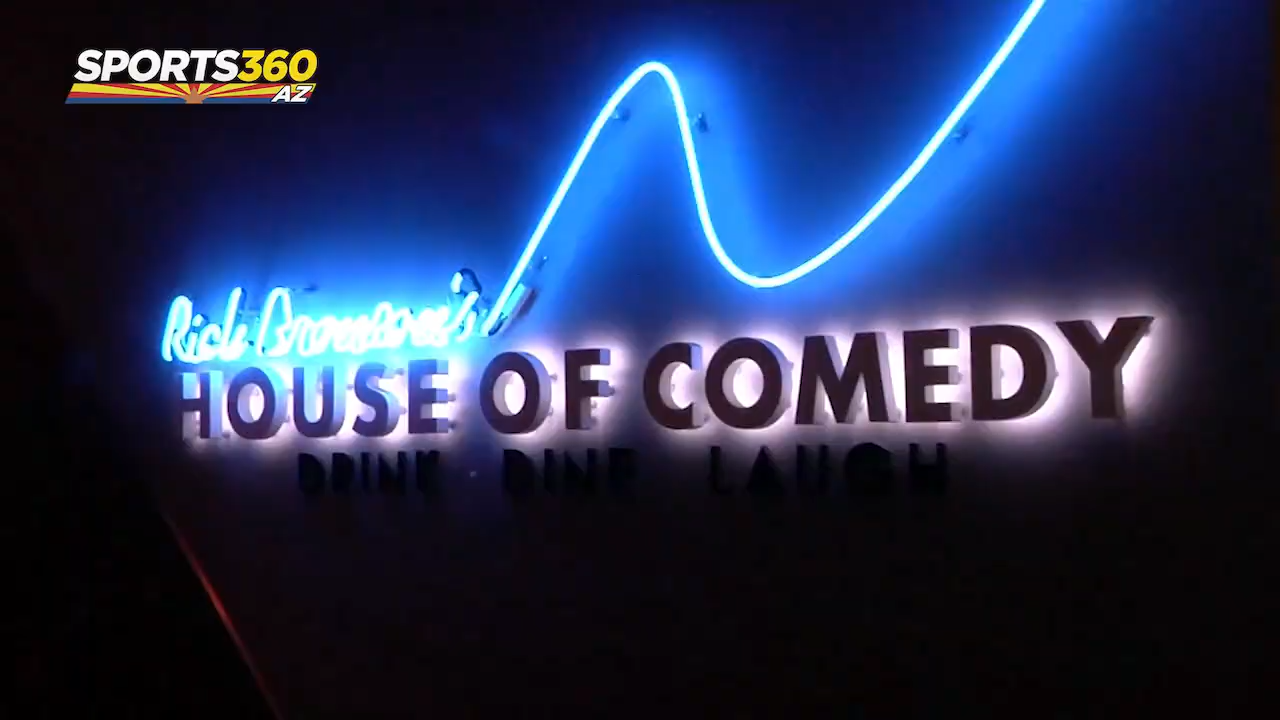 SPORTS360
AZ
Rick Bronson's
HOUSE OF COMEDY
DRINK DINE LAUGH